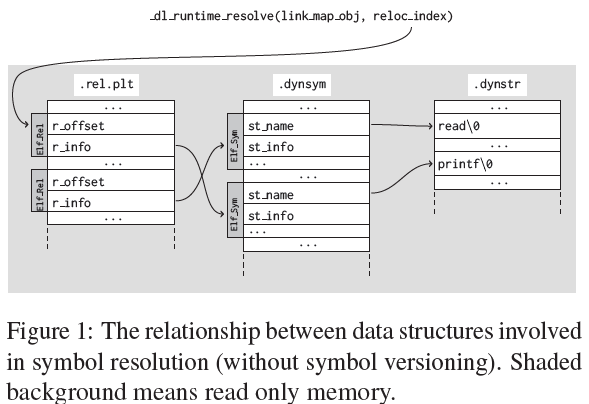 _dl_runtime_resolve(link_map_obj, reloc_index)
.rel.plt
.dynsym
.dynstr
...
...
...
Elf_Rel
r_offset
r_info
...
Elf_Rel
r_offset
r_info
...
Elf_Sym
st_name
st_info
...
...
Elf_Sym
st_name
st_info
...
...
read\0
...
printf\0
...
Figure 1: The relationship between data structures involved
in symbol resolution (without symbol versioning). Shaded
background means read only memory.